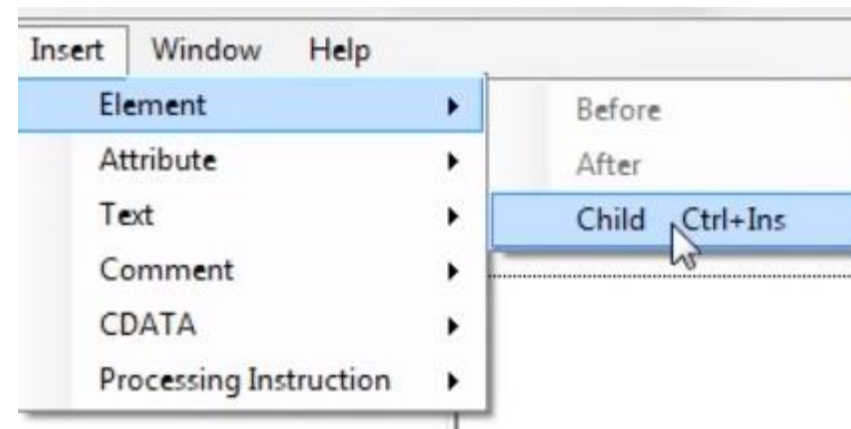 Insert Window Help
Element
Attribute
Text
Comment
CDATA
Processing Instruction
Before
After
Child Ctrl+Ins